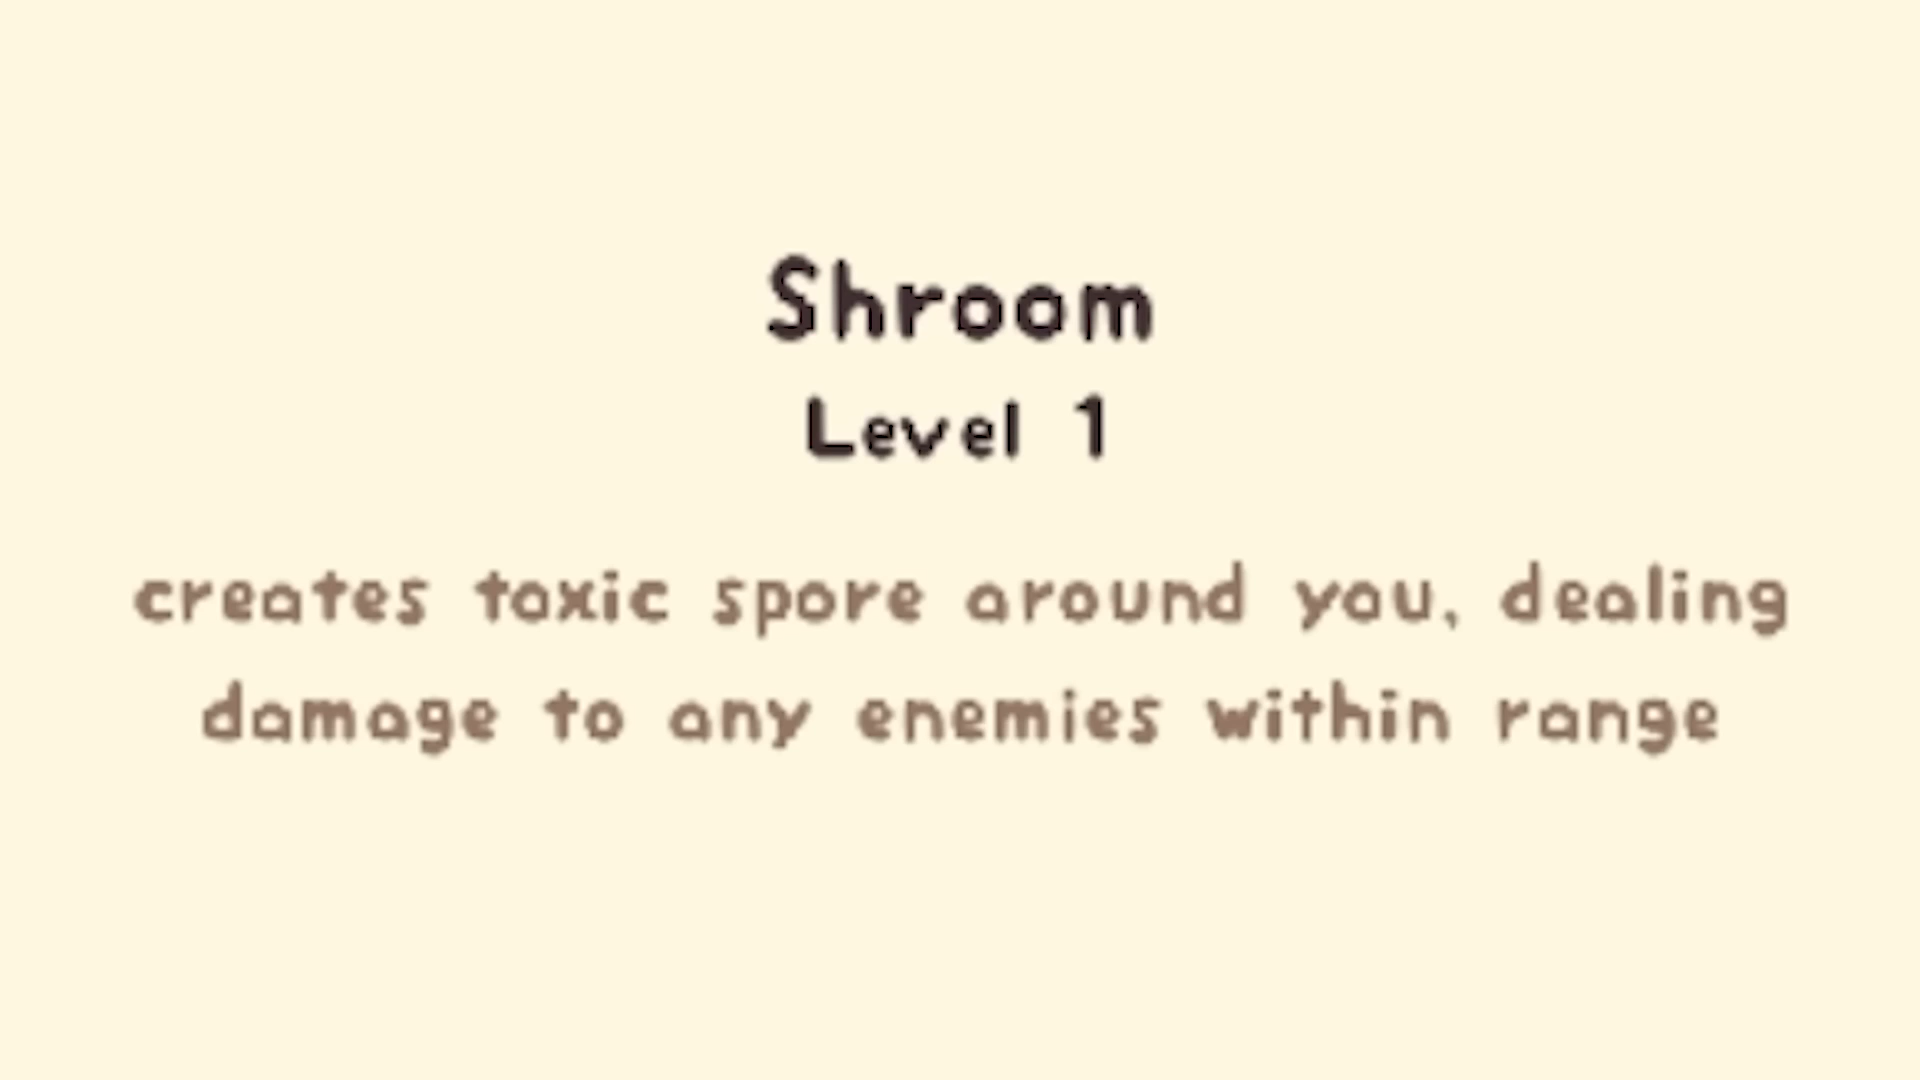 Shroom
Level 1
creates toxic spore around you, dealing
damage to any enemies within range